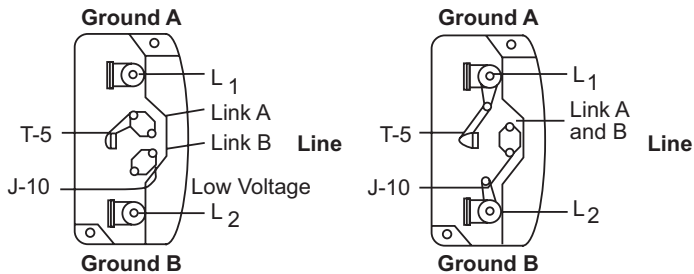 Ground A
L 1
Link A
T-5
Link B
Line
J-10
Low Voltage
L 2
Ground B
Ground A
L 1
Link A
and B
T-5
Line
J-10
L 2
Ground B